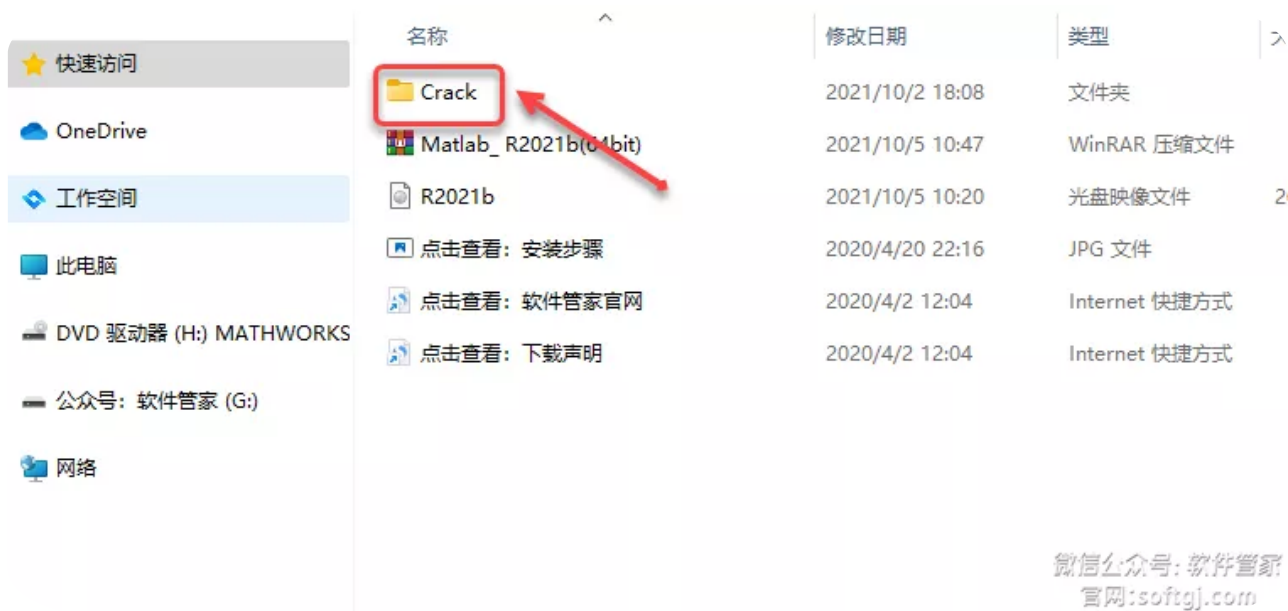 名称 修改日期 类型
快速访问
Crack 2021/10/2 18:08 文件夹
OneDrive
Matlab_ R2021b(64bit) 2021/10/5 10:47 WinRAR 压缩文件
工作空间
R2021b 2021/10/5 10:20 光盘映像文件
点击查看：安装步骤 2020/4/20 22:16 JPG 文件
此电脑
点击查看：软件管家官网 2020/4/2 12:04 Internet 快捷方式
DVD 驱动器 (H:) MATHWORKS
点击查看：下载声明 2020/4/2 12:04 Internet 快捷方式
公众号：软件管家 (G:)
网络
微信公众号：软件管家
官网:softgj.com